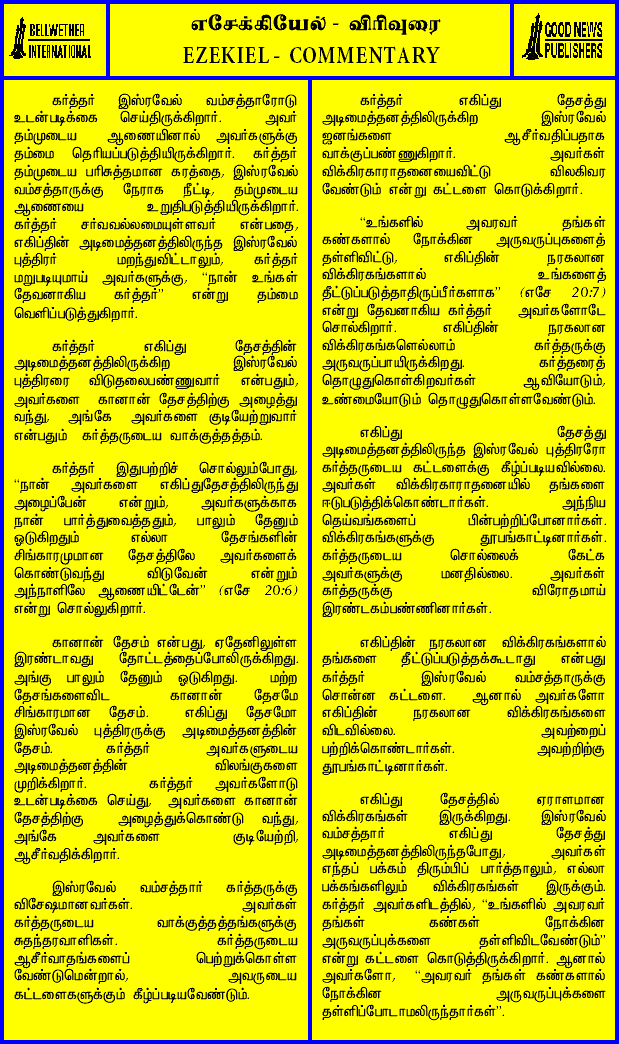 BELLWETHER
INTERNATIONAL
எசேக்கியேல் - விரிவுரை
EZEKIEL - COMMENTARY
GOOD NEWS
PUBLISHERS
கர்த்தர் இஸ்ரவேல் வம்சத்தாரோடு
உடன்படிக்கை செய்திருக்கிறார். அவர்
தம்முடைய ஆணையினால் அவர்களுக்கு
தம்மை தெரியப்படுத்தியிருக்கிறார். கர்த்தர்
தம்முடைய பரிசுத்தமான கரத்தை, இஸ்ரவேல்
வம்சத்தாருக்கு நேராக நீட்டி, தம்முடைய
ஆணையை உறுதிபடுத்தியிருக்கிறார்.
கர்த்தர் சர்வவல்லமையுள்ளவர் என்பதை,
எகிப்தின் அடிமைத்தனத்திலிருந்த இஸ்ரவேல்
புத்திரர் மறந்துவிட்டாலும், கர்த்தர்
மறுபடியுமாய் அவர்களுக்கு, “நான் உங்கள்
தேவனாகிய கர்த்தர்” என்று தம்மை
வெளிப்படுத்துகிறார்.
கர்த்தர் எகிப்து தேசத்தின்
அடிமைத்தனத்திலிருக்கிற இஸ்ரவேல்
புத்திரரை விடுதலைபண்ணுவார் என்பதும்,
அவர்களை கானான் தேசத்திற்கு அழைத்து
வந்து, அங்கே அவர்களை குடியேற்றுவார்
என்பதும் கர்த்தருடைய வாக்குத்தத்தம்.
கர்த்தர் இதுபற்றிச் சொல்லும்போது,
“நான் அவர்களை எகிப்துதேசத்திலிருந்து
அழைப்பேன் என்றும், அவர்களுக்காக
நான் பார்த்துவைத்ததும், பாலும் தேனும்
ஓடுகிறதும் எல்லா தேசங்களின்
சிங்காரமுமான தேசத்திலே அவர்களைக்
கொண்டுவந்து விடுவேன் என்றும்
அந்நாளிலே ஆணையிட்டேன்” (எசே 20:6)
என்று சொல்லுகிறார்.
கானான் தேசம் என்பது, ஏதேனிலுள்ள
இரண்டாவது தோட்டத்தைப்போலிருக்கிறது.
அங்கு பாலும் தேனும் ஓடுகிறது. மற்ற
தேசங்களைவிட கானான் தேசமே
சிங்காரமான தேசம். எகிப்து தேசமோ
இஸ்ரவேல் புத்திரருக்கு அடிமைத்தனத்தின்
தேசம். கர்த்தர் அவர்களுடைய
அடிமைத்தனத்தின் விலங்குகளை
முறிக்கிறார். கர்த்தர் அவர்களோடு
உடன்படிக்கை செய்து, அவர்களை கானான்
தேசத்திற்கு அழைத்துக்கொண்டு வந்து,
அங்கே அவர்களை குடியேற்றி,
ஆசீர்வதிக்கிறார்.
இஸ்ரவேல் வம்சத்தார் கர்த்தருக்கு
விசேஷமானவர்கள். அவர்கள்
கர்த்தருடைய வாக்குத்தத்தங்களுக்கு
சுதந்தரவாளிகள். கர்த்தருடைய
ஆசீர்வாதங்களைப் பெற்றுக்கொள்ள
வேண்டுமென்றால், அவருடைய
கட்டளைகளுக்கும் கீழ்ப்படியவேண்டும்.
கர்த்தர் எகிப்து தேசத்து
அடிமைத்தனத்திலிருக்கிற இஸ்ரவேல்
ஜனங்களை ஆசீர்வதிப்பதாக
வாக்குப்பண்ணுகிறார். அவர்கள்
விக்கிரகாராதனையைவிட்டு விலகிவர
வேண்டும் என்று கட்டளை கொடுக்கிறார்.
“உங்களில் அவரவர் தங்கள்
கண்களால் நோக்கின அருவருப்புகளைத்
தள்ளிவிட்டு, எகிப்தின் நரகலான
விக்கிரகங்களால் உங்களைத்
தீட்டுப்படுத்தாதிருப்பீர்களாக” (எசே 20:7)
என்று தேவனாகிய கர்த்தர் அவர்களோடே
சொல்கிறார். எகிப்தின் நரகலான
விக்கிரகங்களெல்லாம் கர்த்தருக்கு
அருவருப்பாயிருக்கிறது. கர்த்தரைத்
தொழுதுகொள்கிறவர்கள் ஆவியோடும்,
உண்மையோடும் தொழுதுகொள்ளவேண்டும்.
எகிப்து தேசத்து
அடிமைத்தனத்திலிருந்த இஸ்ரவேல் புத்திரரோ
கர்த்தருடைய கட்டளைக்கு கீழ்ப்படியவில்லை.
அவர்கள் விக்கிரகாராதனையில் தங்களை
ஈடுபடுத்திக்கொண்டார்கள். அந்நிய
தெய்வங்களைப் பின்பற்றிப்போனார்கள்.
விக்கிரகங்களுக்கு தூபங்காட்டினார்கள்.
கர்த்தருடைய சொல்லைக் கேட்க
அவர்களுக்கு மனதில்லை. அவர்கள்
கர்த்தருக்கு விரோதமாய்
இரண்டகம்பண்ணினார்கள்.
எகிப்தின் நரகலான விக்கிரகங்களால்
தங்களை தீட்டுப்படுத்தக்கூடாது என்பது
கர்த்தர் இஸ்ரவேல் வம்சத்தாருக்கு
சொன்ன கட்டளை. ஆனால் அவர்களோ
எகிப்தின் நரகலான விக்கிரகங்களை
விடவில்லை. அவற்றைப்
பற்றிக்கொண்டார்கள். அவற்றிற்கு
தூபங்காட்டினார்கள்.
எகிப்து தேசத்தில் ஏராளமான
விக்கிரகங்கள் இருக்கிறது. இஸ்ரவேல்
வம்சத்தார் எகிப்து தேசத்து
அடிமைத்தனத்திலிருந்தபோது, அவர்கள்
எந்தப் பக்கம் திரும்பிப் பார்த்தாலும், எல்லா
பக்கங்களிலும் விக்கிரகங்கள் இருக்கும்.
கர்த்தர் அவர்களிடத்தில், “உங்களில் அவரவர்
தங்கள் கண்கள் நோக்கின
அருவருப்புக்களை தள்ளிவிடவேண்டும்”
என்று கட்டளை கொடுத்திருக்கிறார். ஆனால்
அவர்களோ, “அவரவர் தங்கள் கண்களால்
நோக்கின அருவருப்புக்களை
தள்ளிப்போடாமலிருந்தார்கள்”.